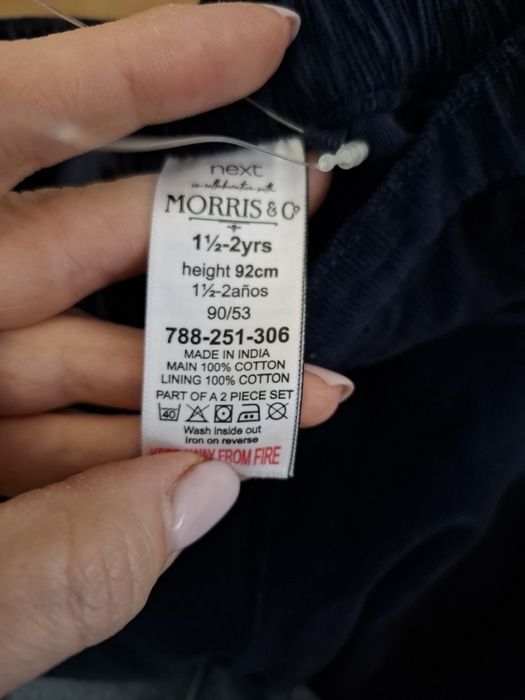 next
in collaboration with
MORRIS & Co
1½-2yrs
height 92cm
1½-2años
90/53
788-251-306
MADE IN INDIA
MAIN 100% COTTON
LINING 100% COTTON
PART OF A 2 PIECE SET
40
Wash inside out
Iron on reverse
KEEP AWAY FROM FIRE